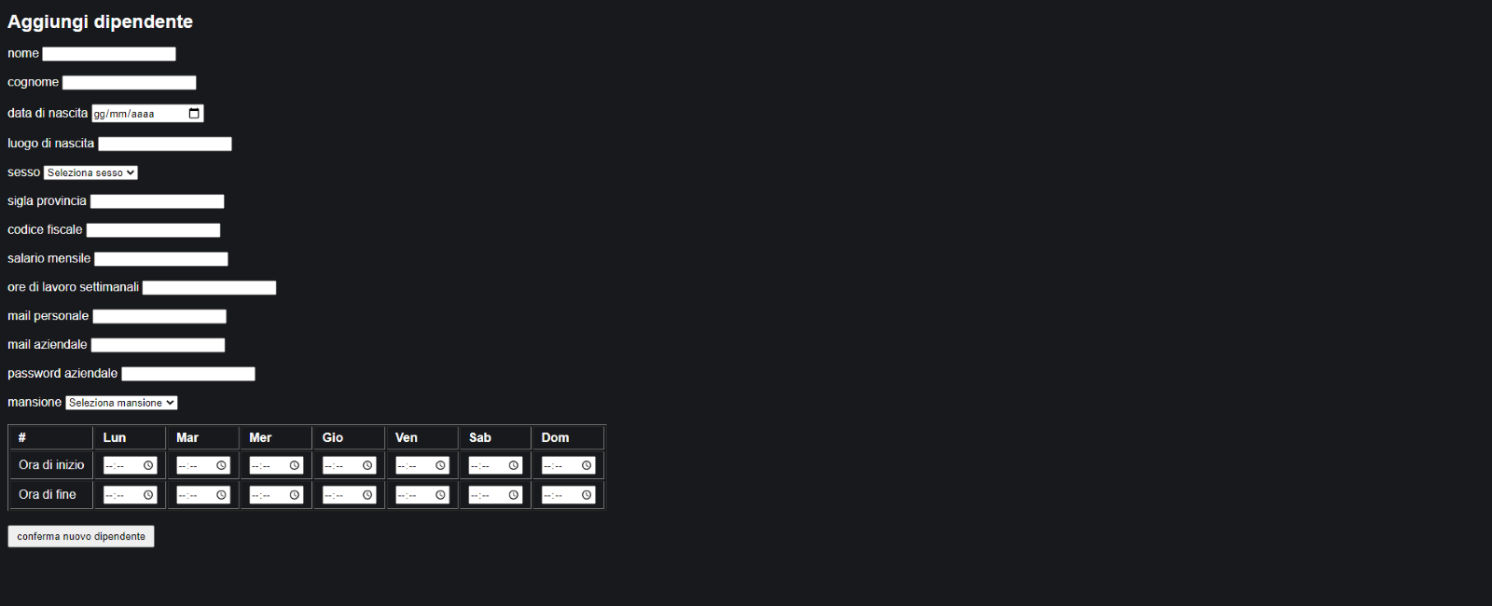 Aggiungi dipendente
nome
cognome
data di nascita gg/mm/aaaa
luogo di nascita
sesso Seleziona sesso
sigla provincia
codice fiscale
salario mensile
ore di lavoro settimanali
mail personale
mail aziendale
password aziendale
mansione Seleziona mansione
# Lun Mar Mer Gio Ven Sab Dom
Ora di inizio --:-- --:-- --:-- --:-- --:-- --:-- --:--
Ora di fine --:-- --:-- --:-- --:-- --:-- --:-- --:--
conferma nuovo dipendente